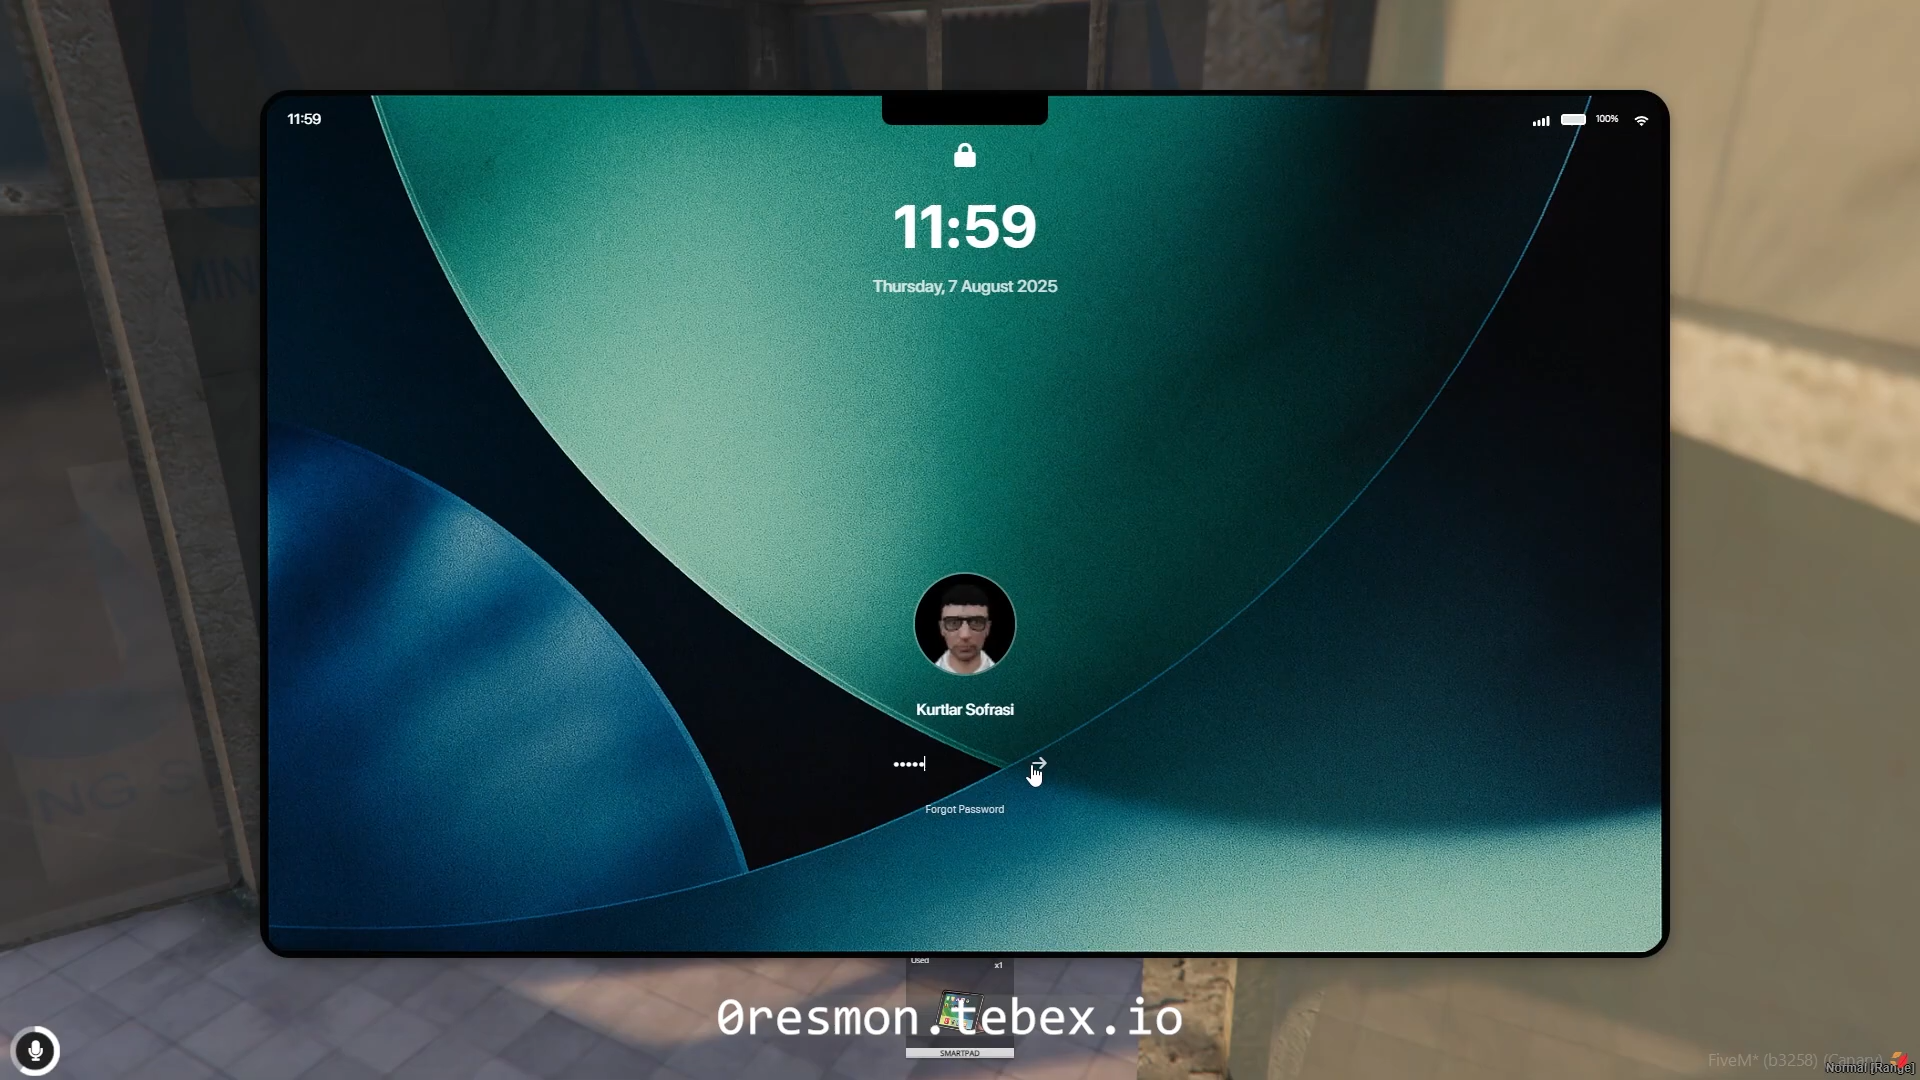 11:59
100%
11:59
Thursday, 7 August 2025
Kurtlar Sofrasi
•••••
Forgot Password
Used
x1
0resmon.tebex.io
SMARTPAD
FiveM* (b3258) (Canary)
Normal [Range]